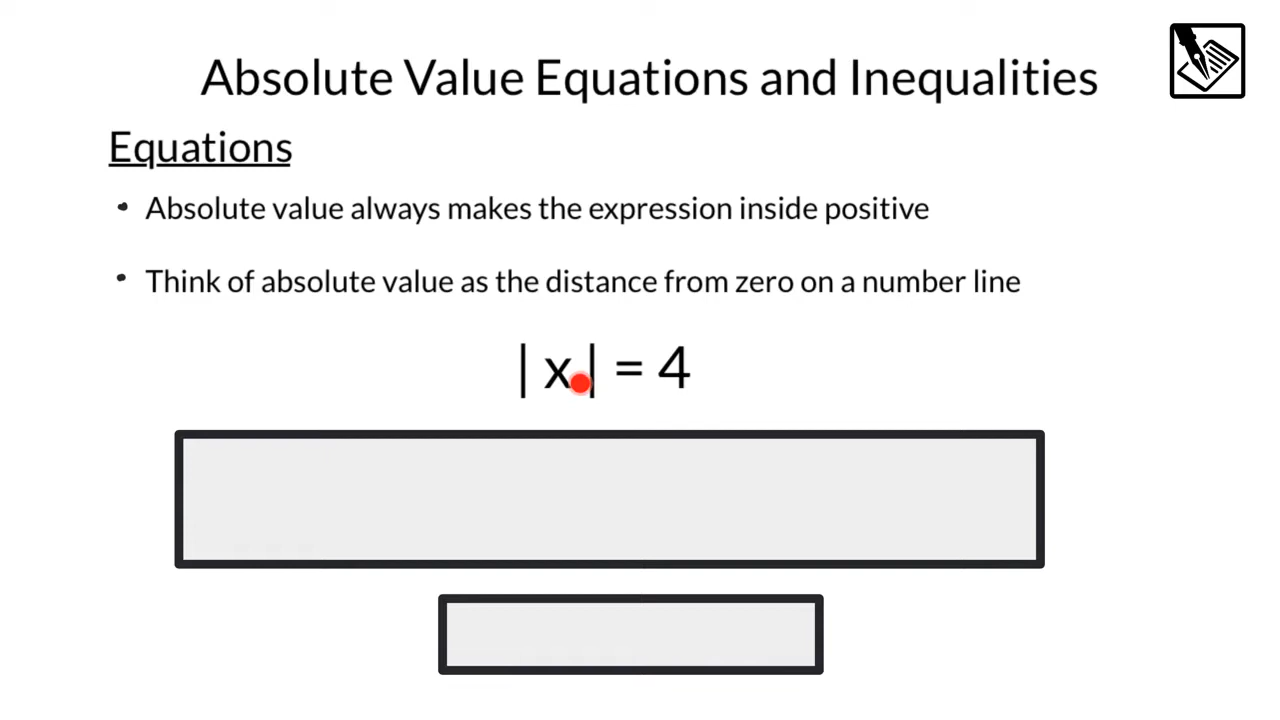 Absolute Value Equations and Inequalities
Equations
• Absolute value always makes the expression inside positive
• Think of absolute value as the distance from zero on a number line
| x | = 4